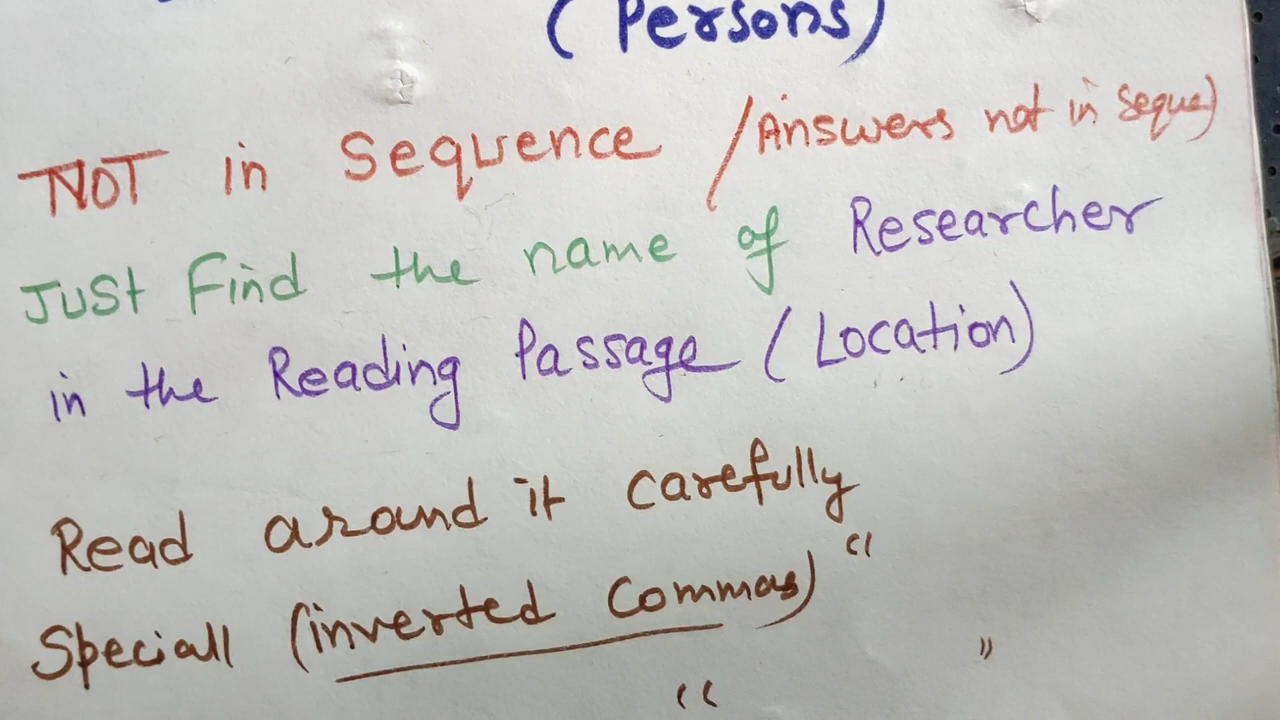 (Persons)
NOT in Sequence / Answers not in Seque)
Just Find the name of Researcher
in the Reading Passage (Location)
Read around it carefully
Speciall (inverted Commas) “
“ ”